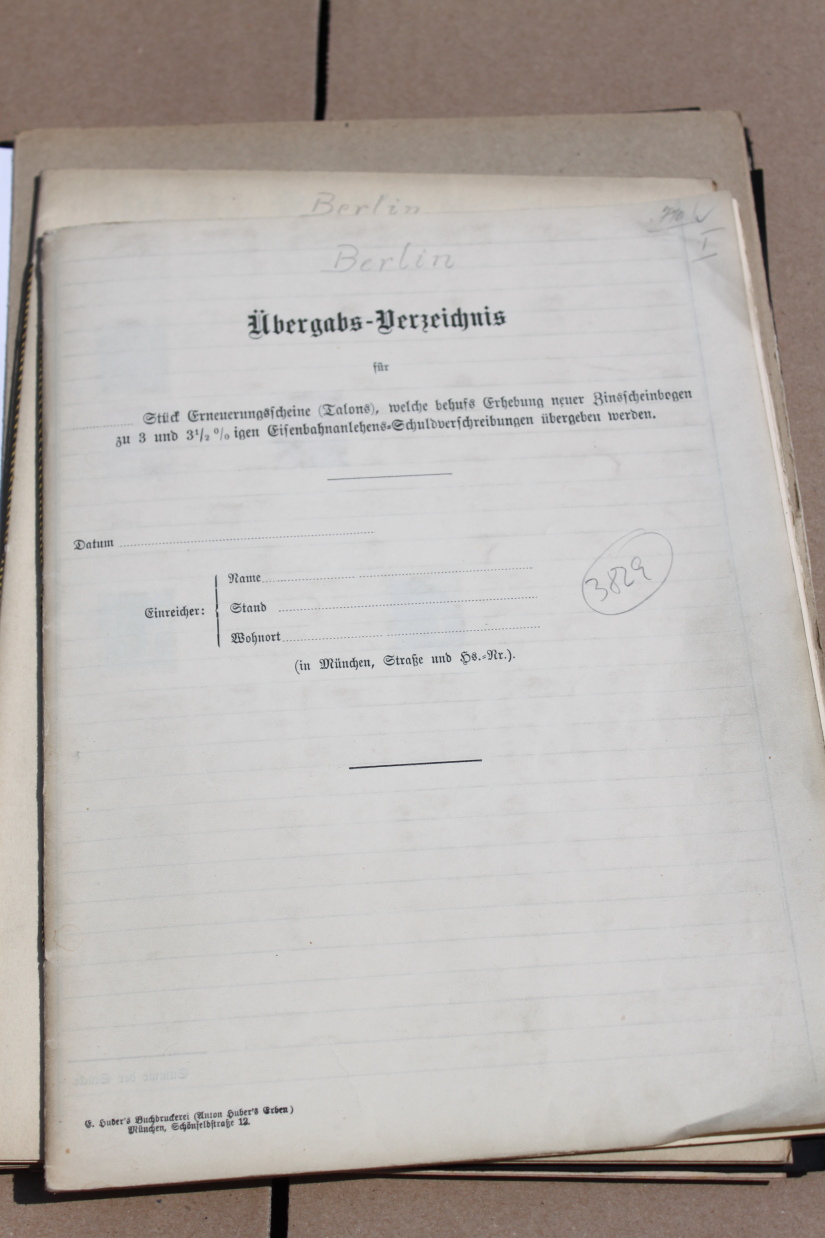 Berlin
Berlin
I
Übergabs-Verzeichnis
für
Stück Erneuerungsscheine (Talons), welche behufs Erhebung neuer Zinsscheinbogen
zu 3 und 3½ %igen Eisenbahnanlehens-Schuldverschreibungen übergeben werden.
Datum
Einreicher:
Name
Stand
Wohnort
(in München, Straße und Hs.-Nr.).
3829
E. Huber's Buchdruckerei (Anton Huber's Erben)
München, Schönfeldstraße 12.